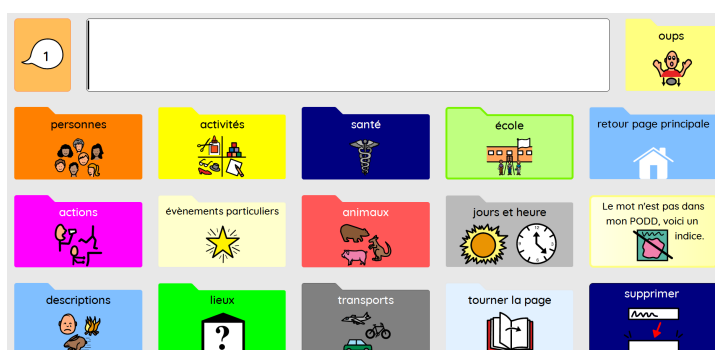 1
oups
personnes
activités
santé
école
retour page principale
actions
évènements particuliers
animaux
jours et heure
Le mot n'est pas dans
mon PODD, voici un
indice.
descriptions
lieux
?
transports
tourner la page
supprimer